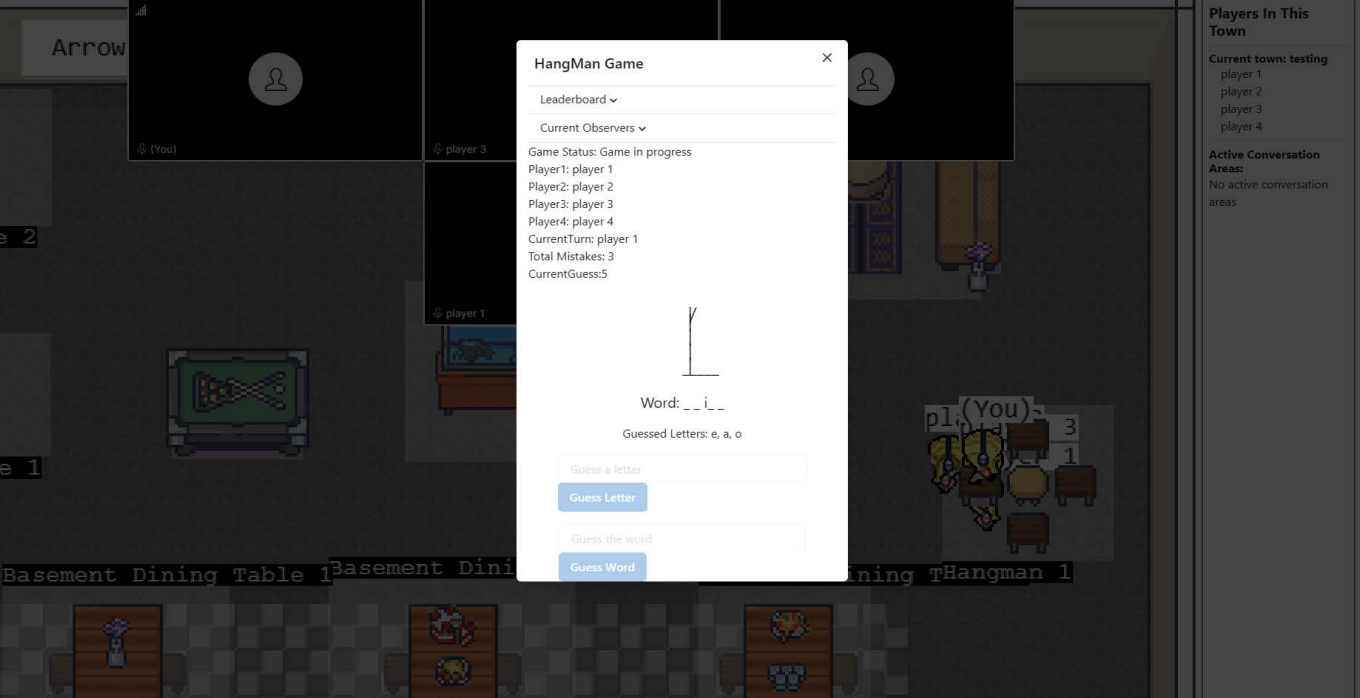 Arrow
(You)
player 3
player 1
e 2
e 1
HangMan Game
Leaderboard
Current Observers
Game Status: Game in progress
Player1: player 1
Player2: player 2
Player3: player 3
Player4: player 4
CurrentTurn: player 1
Total Mistakes: 3
CurrentGuess:5
Word: _ _ i_ _
Guessed Letters: e, a, o
Guess a letter
Guess Letter
Guess the word
Guess Word
(You)
3
1
Basement Dining Table 1
Basement Dini
ining T
Hangman 1
Players In This
Town
Current town: testing
player 1
player 2
player 3
player 4
Active Conversation
Areas:
No active conversation
areas